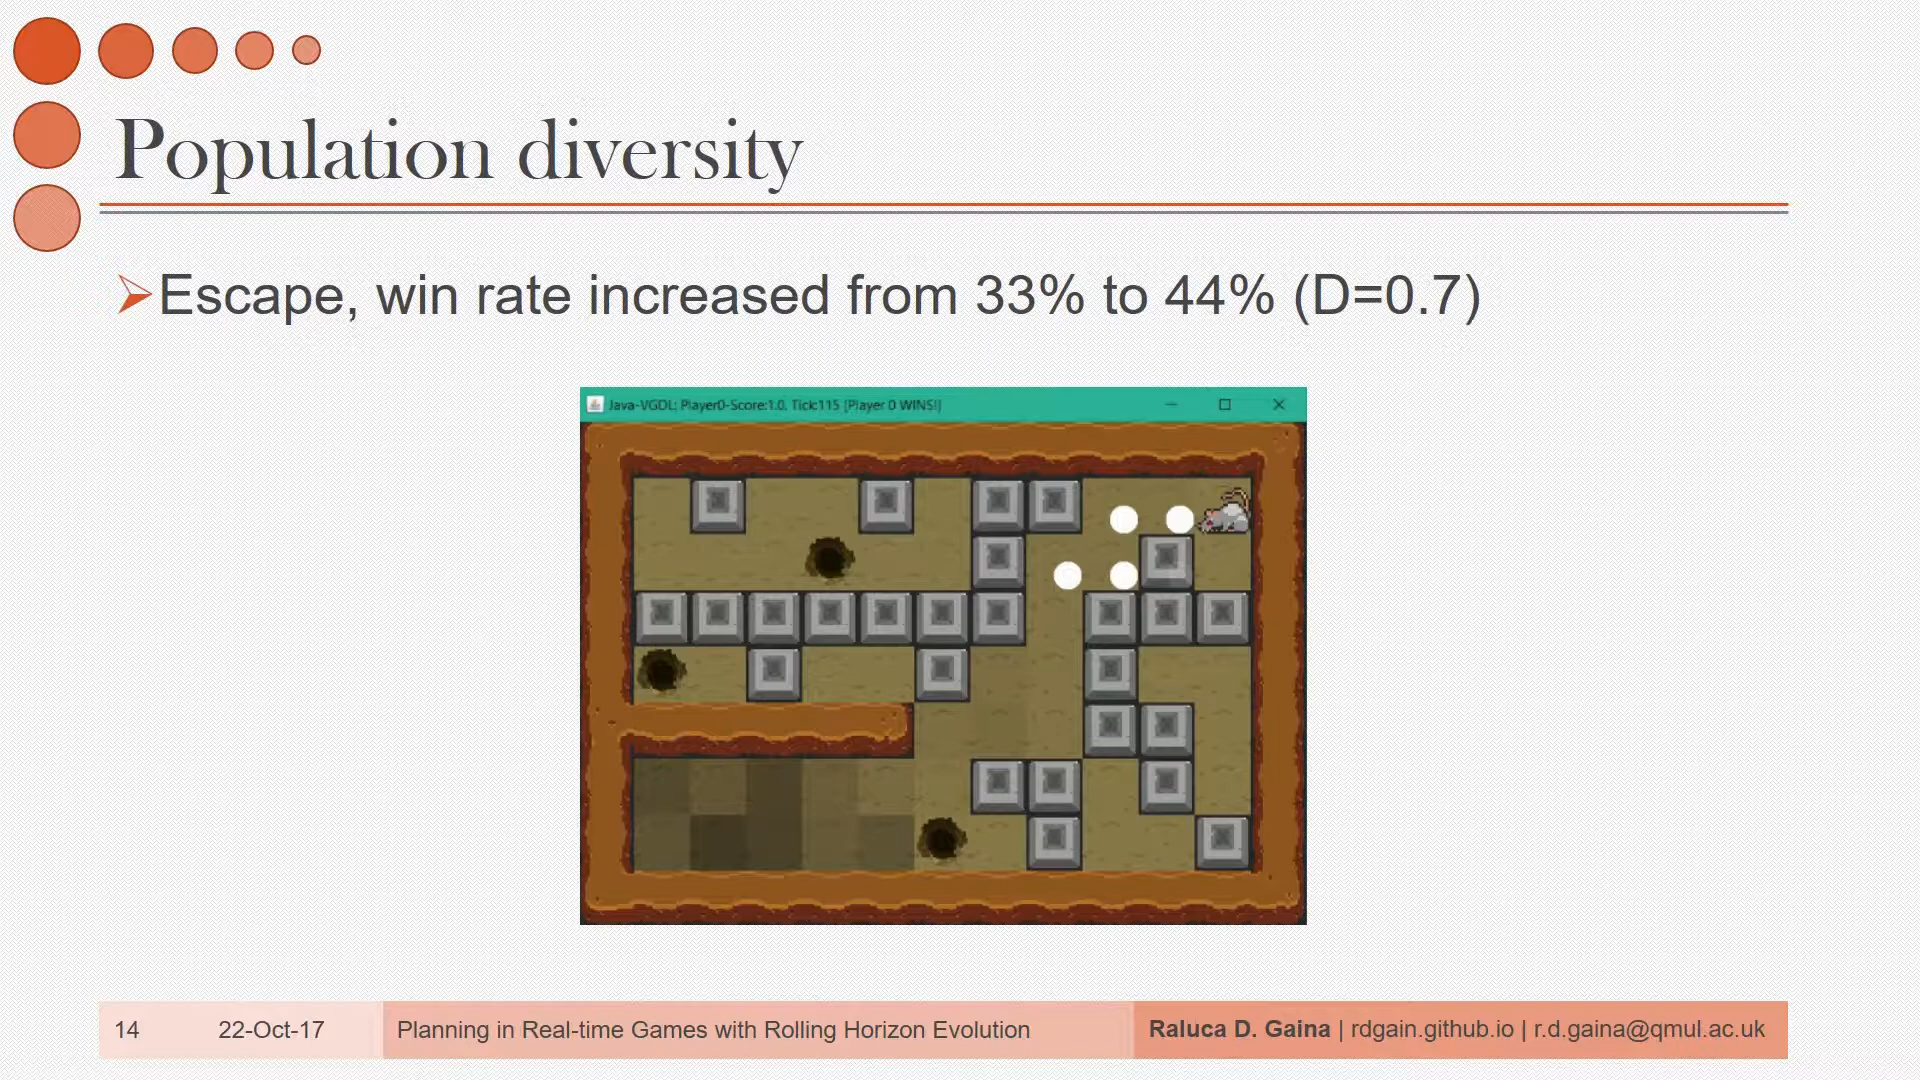 Population diversity
Escape, win rate increased from 33% to 44% (D=0.7)
Java-VGDL: Player0-Score:1.0, Tick:115 [Player 0 WINS!]
14 22-Oct-17 Planning in Real-time Games with Rolling Horizon Evolution Raluca D. Gaina | rdgain.github.io | r.d.gaina@qmul.ac.uk